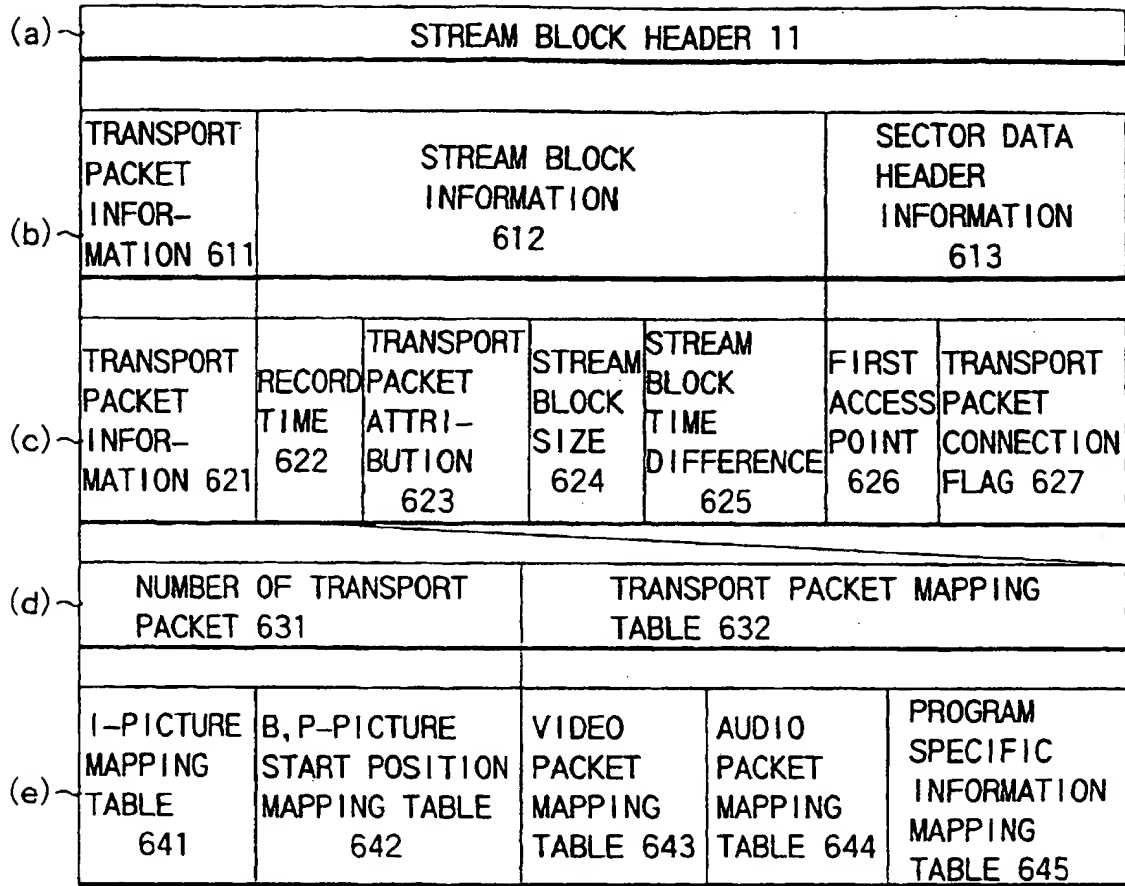 (a)~
STREAM BLOCK HEADER 11
(b)~
TRANSPORT
PACKET
INFOR-
MATION 611
STREAM BLOCK
INFORMATION
612
SECTOR DATA
HEADER
INFORMATION
613
(c)~
TRANSPORT
PACKET
INFOR-
MATION 621
RECORD
TIME
622
TRANSPORT
PACKET
ATTRI-
BUTION
623
STREAM
BLOCK
SIZE
624
STREAM
BLOCK
TIME
DIFFERENCE
625
FIRST
ACCESS
POINT
626
TRANSPORT
PACKET
CONNECTION
FLAG 627
(d)~
NUMBER OF TRANSPORT
PACKET 631
TRANSPORT PACKET MAPPING
TABLE 632
(e)~
I-PICTURE
MAPPING
TABLE
641
B,P-PICTURE
START POSITION
MAPPING TABLE
642
VIDEO
PACKET
MAPPING
TABLE 643
AUDIO
PACKET
MAPPING
TABLE 644
PROGRAM
SPECIFIC
INFORMATION
MAPPING
TABLE 645